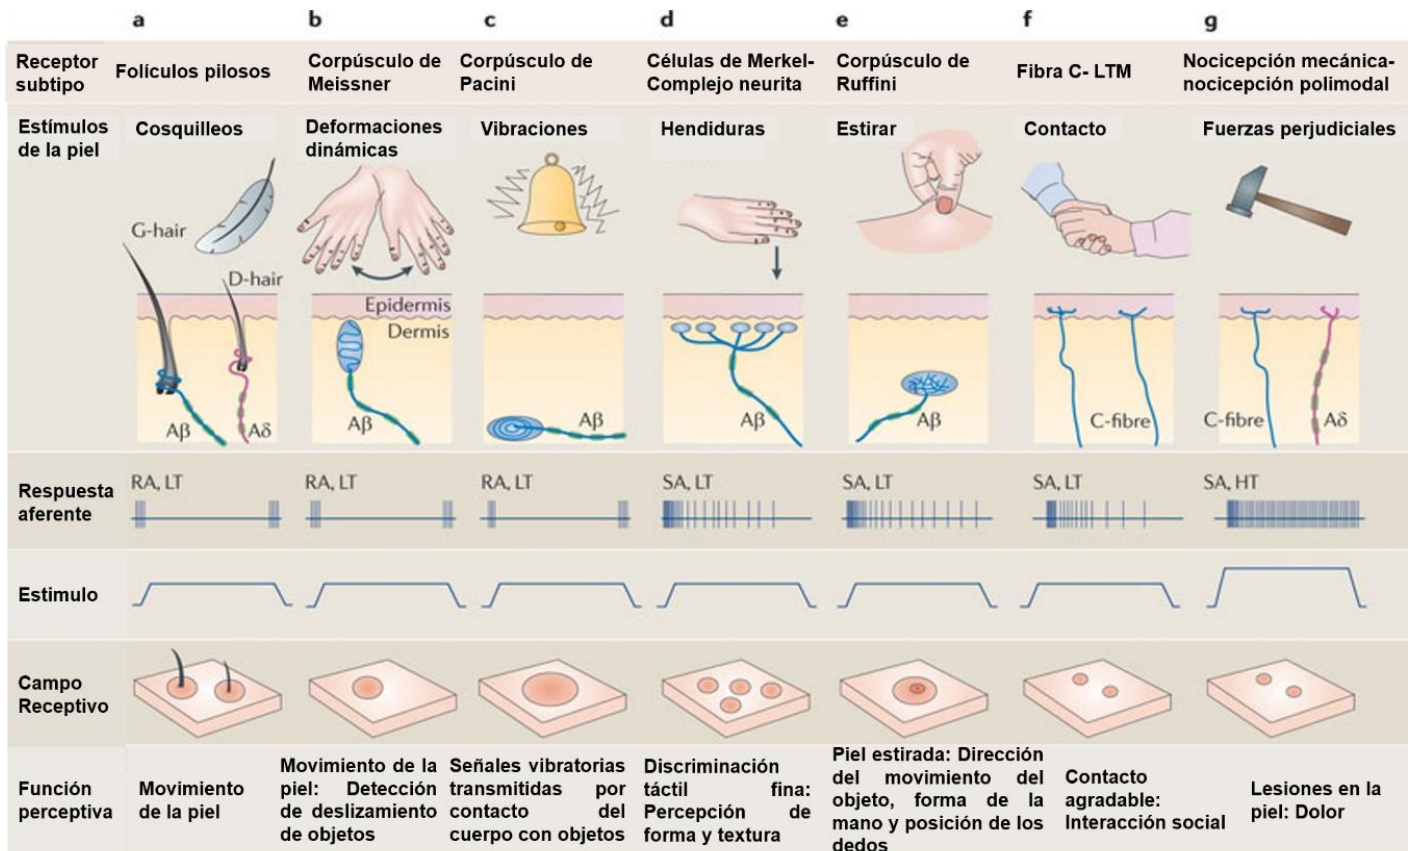 a b c d e f g
Receptor subtipo
Folículos pilosos
Corpúsculo de Meissner
Corpúsculo de Pacini
Células de Merkel-Complejo neurita
Corpúsculo de Ruffini
Fibra C- LTM
Nocicepción mecánica-nocicepción polimodal
Estímulos de la piel
Cosquilleos
Deformaciones dinámicas
Vibraciones
Hendiduras
Estirar
Contacto
Fuerzas perjudiciales
G-hair
D-hair
Aβ
Aδ
Epidermis
Dermis
Aβ
Aβ
Aβ
Aβ
C-fibre
C-fibre
Aδ
Respuesta aferente
RA, LT
RA, LT
RA, LT
SA, LT
SA, LT
SA, LT
SA, HT
Estimulo
Campo Receptivo
Función perceptiva
Movimiento
de la piel
Movimiento de la
piel: Detección
de deslizamiento
de objetos
Señales vibratorias
transmitidas por
contacto del
cuerpo con objetos
Discriminación
táctil fina:
Percepción de
forma y textura
Piel estirada: Dirección
del movimiento del
objeto, forma de la
mano y posición de los
dedos
Contacto
agradable:
Interacción social
Lesiones en la
piel: Dolor